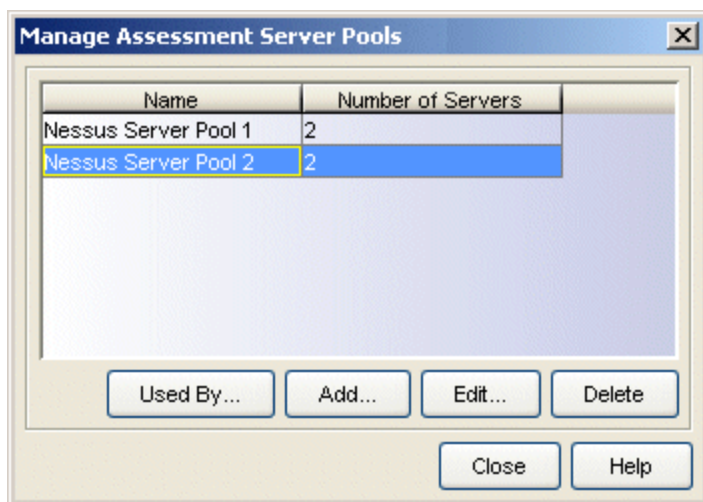 Manage Assessment Server Pools
Name Number of Servers
Nessus Server Pool 1 2
Nessus Server Pool 2 2
Used By... Add... Edit... Delete
Close Help